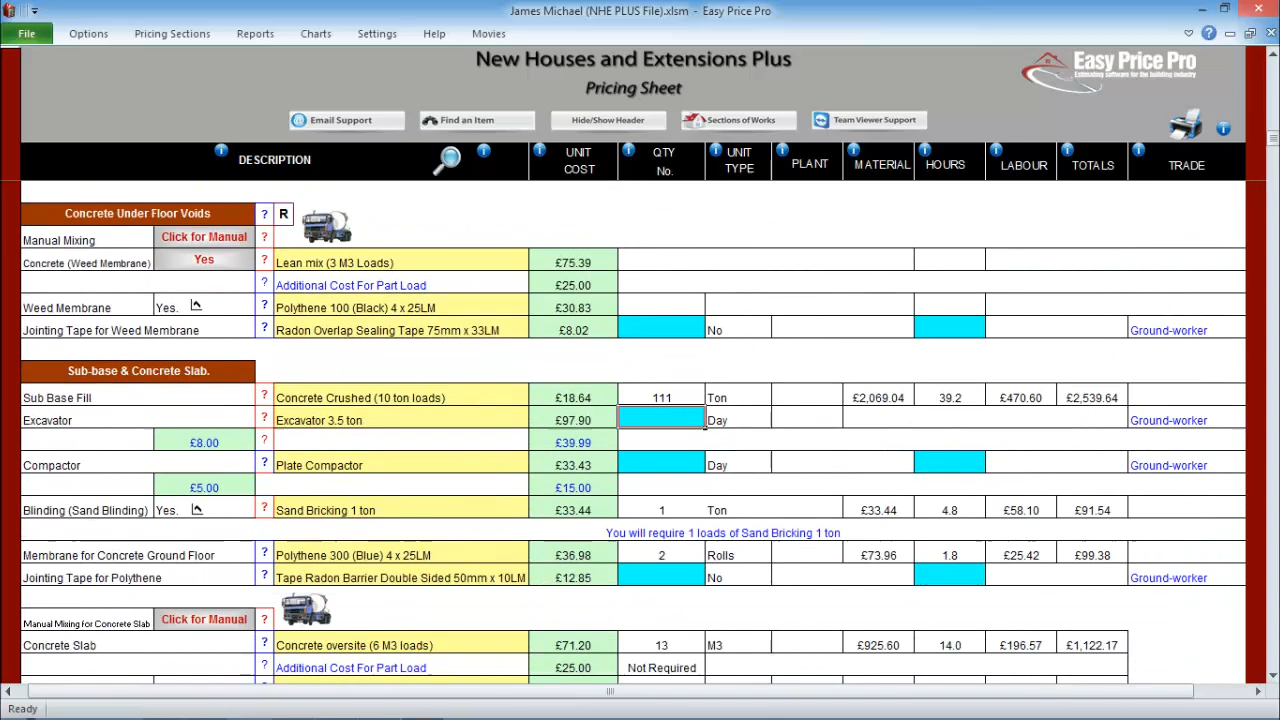 James Michael (NHE PLUS File).xlsm - Easy Price Pro
File Options Pricing Sections Reports Charts Settings Help Movies
New Houses and Extensions Plus
Pricing Sheet
Easy Price Pro
Estimating software for the building industry
Email Support Find an Item Hide/Show Header Sections of Works Team Viewer Support
DESCRIPTION UNIT COST QTY No. UNIT TYPE PLANT MATERIAL HOURS LABOUR TOTALS TRADE
Concrete Under Floor Voids ? R
Manual Mixing Click for Manual ?
Concrete (Weed Membrane) Yes ? Lean mix (3 M3 Loads) £75.39
? Additional Cost For Part Load £25.00
Weed Membrane Yes. ? Polythene 100 (Black) 4 x 25LM £30.83
Jointing Tape for Weed Membrane ? Radon Overlap Sealing Tape 75mm x 33LM £8.02 No Ground-worker
Sub-base & Concrete Slab.
Sub Base Fill ? Concrete Crushed (10 ton loads) £18.64 111 Ton £2,069.04 39.2 £470.60 £2,539.64
Excavator ? Excavator 3.5 ton £97.90 Day Ground-worker
£8.00 ? £39.99
Compactor ? Plate Compactor £33.43 Day Ground-worker
£5.00 £15.00
Blinding (Sand Blinding) Yes. ? Sand Bricking 1 ton £33.44 1 Ton £33.44 4.8 £58.10 £91.54
You will require 1 loads of Sand Bricking 1 ton
Membrane for Concrete Ground Floor ? Polythene 300 (Blue) 4 x 25LM £36.98 2 Rolls £73.96 1.8 £25.42 £99.38
Jointing Tape for Polythene ? Tape Radon Barrier Double Sided 50mm x 10LM £12.85 No Ground-worker
Manual Mixing for Concrete Slab Click for Manual ?
Concrete Slab ? Concrete oversite (6 M3 loads) £71.20 13 M3 £925.60 14.0 £196.57 £1,122.17
? Additional Cost For Part Load £25.00 Not Required
Ready